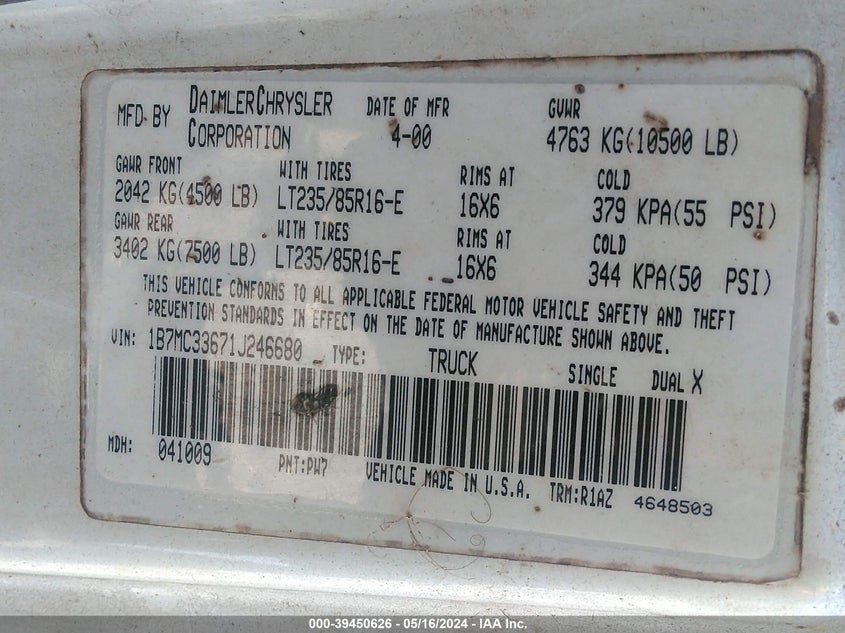 MFD BY DAIMLERCHRYSLER CORPORATION DATE OF MFR 4-00 GVWR 4763 KG(10500 LB)
GAWR FRONT WITH TIRES RIMS AT COLD
2042 KG(4500 LB) LT235/85R16-E 16X6 379 KPA(55 PSI)
GAWR REAR WITH TIRES RIMS AT COLD
3402 KG(7500 LB) LT235/85R16-E 16X6 344 KPA(50 PSI)
THIS VEHICLE CONFORMS TO ALL APPLICABLE FEDERAL MOTOR VEHICLE SAFETY AND THEFT
PREVENTION STANDARDS IN EFFECT ON THE DATE OF MANUFACTURE SHOWN ABOVE.
VIN: 1B7MC33671J246680 TYPE: TRUCK SINGLE DUAL X
MDH: 041009 PNT:PW7 VEHICLE MADE IN U.S.A. TRM:R1AZ 4648503
000-39450626 - 05/16/2024 - IAA Inc.